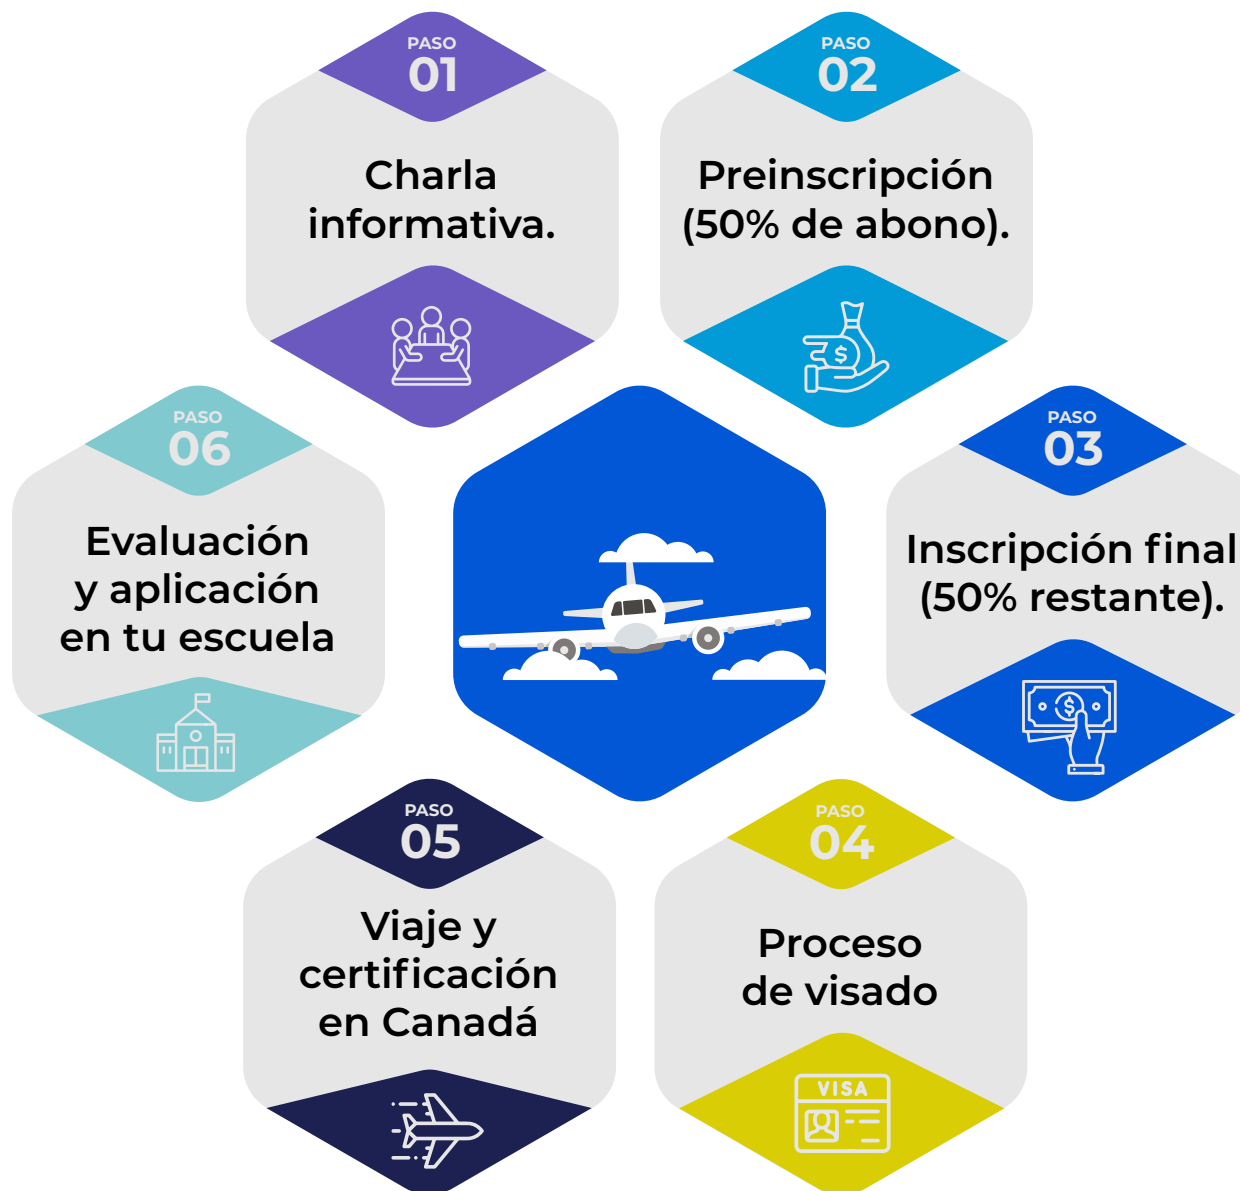 PASO
01
Charla
informativa.
PASO
02
Preinscripción
(50% de abono).
PASO
03
Inscripción final
(50% restante).
PASO
04
Proceso
de visado
VISA
PASO
05
Viaje y
certificación
en Canadá
PASO
06
Evaluación
y aplicación
en tu escuela